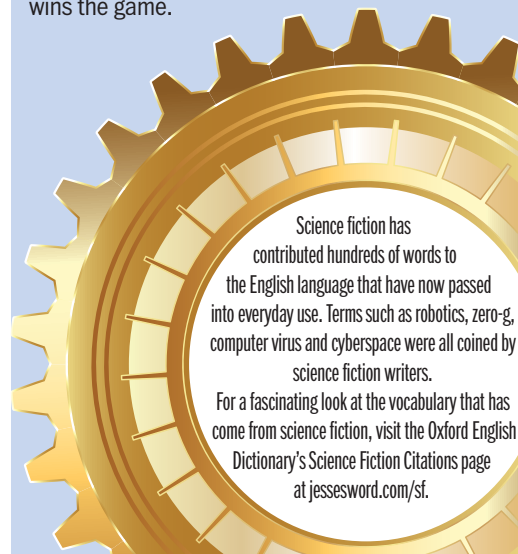 wins the game.
Science fiction has
contributed hundreds of words to
the English language that have now passed
into everyday use. Terms such as robotics, zero-g,
computer virus and cyberspace were all coined by
science fiction writers.
For a fascinating look at the vocabulary that has
come from science fiction, visit the Oxford English
Dictionary's Science Fiction Citations page
at jessesword.com/sf.